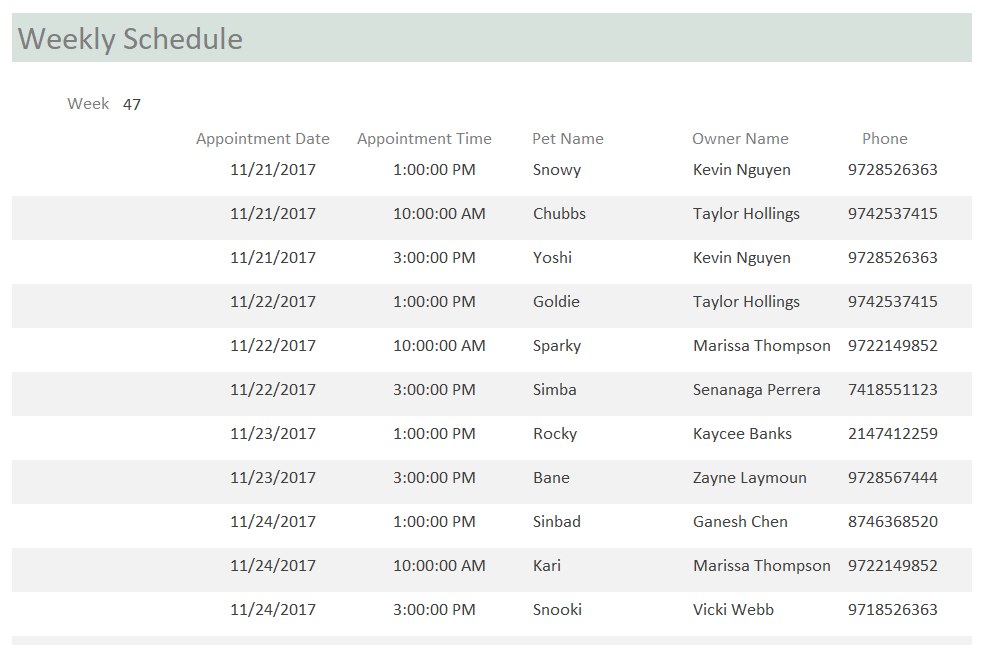 Weekly Schedule
Week 47
Appointment Date Appointment Time Pet Name Owner Name Phone
11/21/2017 1:00:00 PM Snowy Kevin Nguyen 9728526363
11/21/2017 10:00:00 AM Chubbs Taylor Hollings 9742537415
11/21/2017 3:00:00 PM Yoshi Kevin Nguyen 9728526363
11/22/2017 1:00:00 PM Goldie Taylor Hollings 9742537415
11/22/2017 10:00:00 AM Sparky Marissa Thompson 9722149852
11/22/2017 3:00:00 PM Simba Senanaga Perrera 7418551123
11/23/2017 1:00:00 PM Rocky Kaycee Banks 2147412259
11/23/2017 3:00:00 PM Bane Zayne Laymoun 9728567444
11/24/2017 1:00:00 PM Sinbad Ganesh Chen 8746368520
11/24/2017 10:00:00 AM Kari Marissa Thompson 9722149852
11/24/2017 3:00:00 PM Snooki Vicki Webb 9718526363